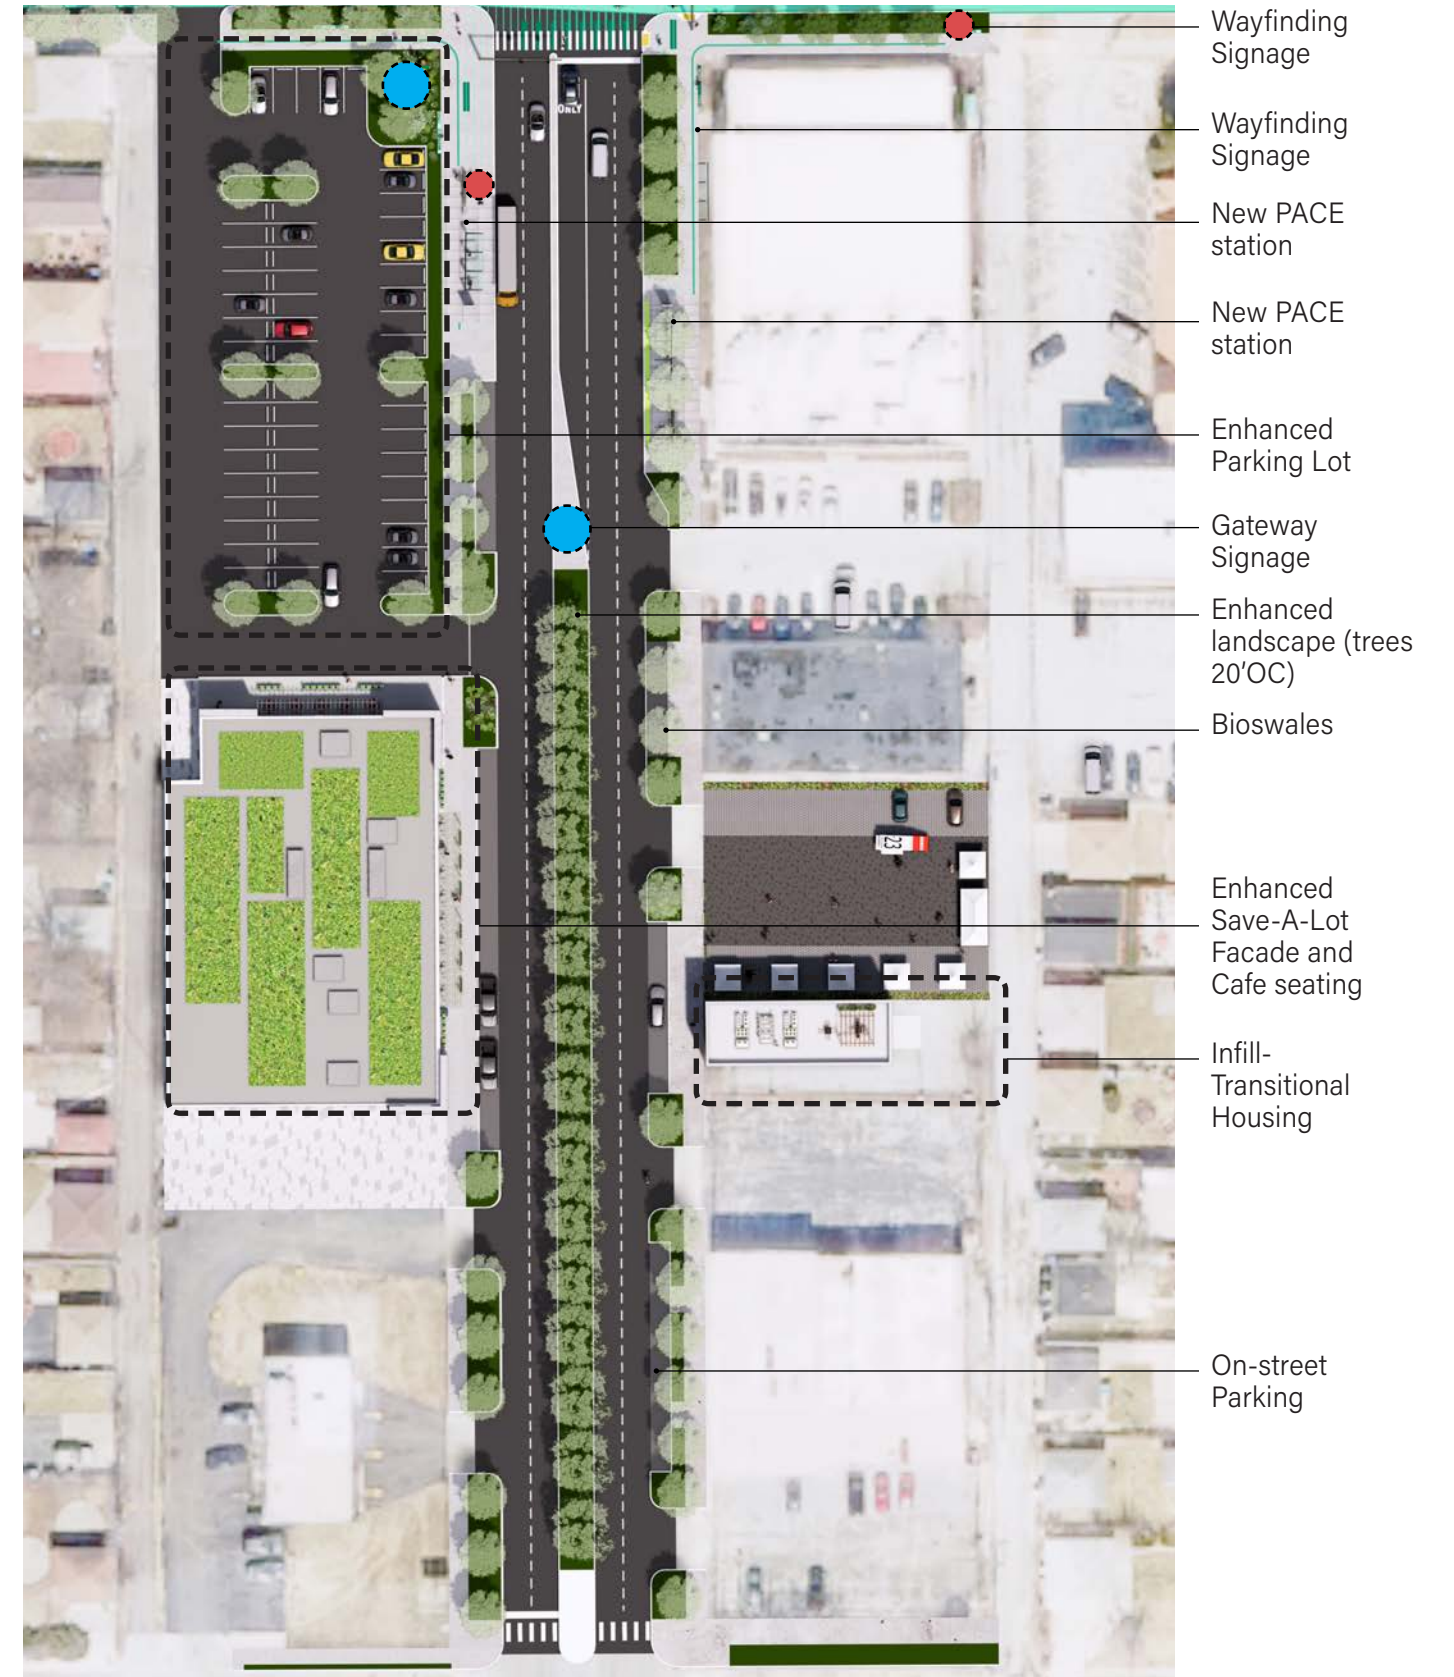 Wayfinding
Signage
Wayfinding
Signage
New PACE
station
New PACE
station
Enhanced
Parking Lot
Gateway
Signage
Enhanced
landscape (trees
20'OC)
Bioswales
Enhanced
Save-A-Lot
Facade and
Cafe seating
Infill-
Transitional
Housing
On-street
Parking
ONLY
23